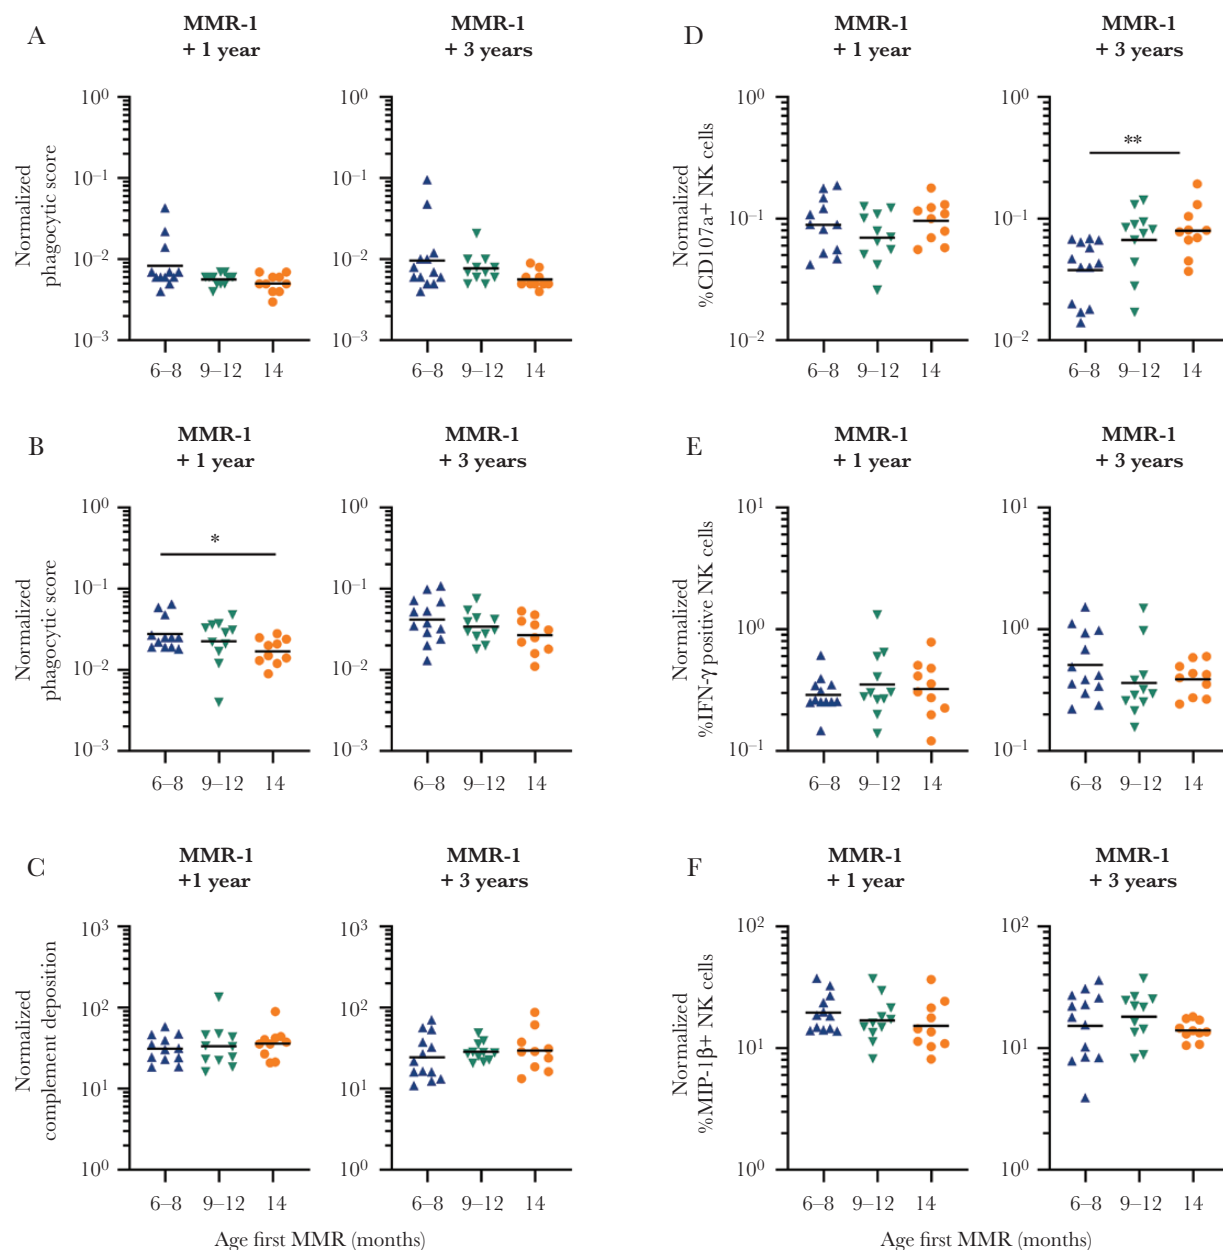 A
MMR-1
+ 1 year
MMR-1
+ 3 years
Normalized
phagocytic score
10⁰
10⁻¹
10⁻²
10⁻³
6–8
9–12
14
10⁰
10⁻¹
10⁻²
10⁻³
6–8
9–12
14
B
MMR-1
+ 1 year
MMR-1
+ 3 years
Normalized
phagocytic score
10⁰
10⁻¹
10⁻²
10⁻³
*
6–8
9–12
14
10⁰
10⁻¹
10⁻²
10⁻³
6–8
9–12
14
C
MMR-1
+1 year
MMR-1
+ 3 years
Normalized
complement deposition
10³
10²
10¹
10⁰
6–8
9–12
14
10³
10²
10¹
10⁰
6–8
9–12
14
Age first MMR (months)
D
MMR-1
+ 1 year
MMR-1
+ 3 years
Normalized
%CD107a+ NK cells
10⁰
10⁻¹
10⁻²
6–8
9–12
14
10⁰
10⁻¹
10⁻²
**
6–8
9–12
14
E
MMR-1
+ 1 year
MMR-1
+ 3 years
Normalized
%IFN-γ positive NK cells
10¹
10⁰
10⁻¹
6–8
9–12
14
10¹
10⁰
10⁻¹
6–8
9–12
14
F
MMR-1
+ 1 year
MMR-1
+ 3 years
Normalized
%MIP-1β+ NK cells
10²
10¹
10⁰
6–8
9–12
14
10²
10¹
10⁰
6–8
9–12
14
Age first MMR (months)